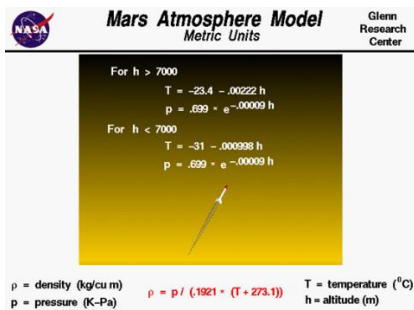 NASA
Mars Atmosphere Model
Metric Units
Glenn
Research
Center
For h > 7000
T = –23.4 – .00222 h
p = .699 * e^–.00009 h
For h < 7000
T = –31 – .000998 h
p = .699 * e^–.00009 h
ρ = density (kg/cu m)
p = pressure (K–Pa)
ρ = p / (.1921 * (T + 273.1))
T = temperature (⁰C)
h = altitude (m)